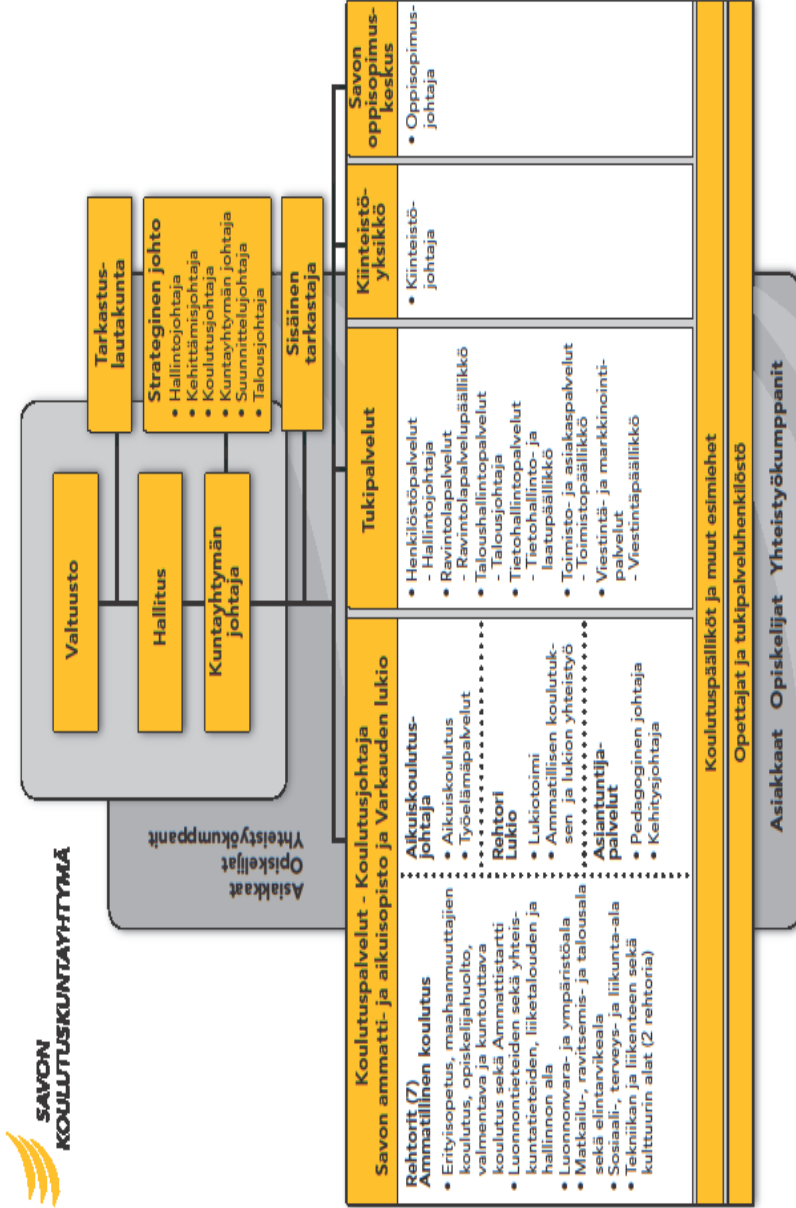 SAVON
KOULUTUSKUNTAYHTYMÄ
Valtuusto
Tarkastus-
lautakunta
Hallitus
Strateginen johto
• Hallintojohtaja
• Kehittämisjohtaja
• Koulutusjohtaja
• Kuntayhtymän johtaja
• Suunnittelujohtaja
• Talousjohtaja
Kuntayhtymän
johtaja
Sisäinen
tarkastaja
Asiakkaat
Opiskelijat
Yhteistyökumppanit
Koulutuspalvelut - Koulutusjohtaja
Savon ammatti- ja aikuisopisto ja Varkauden lukio
Rehtorit (7)
Ammatillinen koulutus
• Erityisopetus, maahanmuuttajien
koulutus, opiskelijahuolto,
valmentava ja kuntouttava
koulutus sekä Ammattistartti
• Luonnontieteiden sekä yhteis-
kuntatieteiden, liiketalouden ja
hallinnon ala
• Luonnonvara- ja ympäristöala
• Matkailu-, ravitsemis- ja talousala
sekä elintarvikeala
• Sosiaali-, terveys- ja liikunta-ala
• Tekniikan ja liikenteen sekä
kulttuurin alat (2 rehtoria)
Aikuiskoulutus-
johtaja
• Aikuiskoulutus
• Työelämäpalvelut
Rehtori
Lukio
• Lukiotoimi
• Ammatillisen koulutuk-
sen ja lukion yhteistyö
Asiantuntija-
palvelut
• Pedagoginen johtaja
• Kehitysjohtaja
Tukipalvelut
• Henkilöstöpalvelut
- Hallintojohtaja
• Ravintolapalvelut
- Ravintolapalvelupäällikkö
• Taloushallintopalvelut
- Talousjohtaja
• Tietohallintopalvelut
- Tietohallinto- ja
laatupäällikkö
• Toimisto- ja asiakaspalvelut
- Toimistopäällikkö
• Viestintä- ja markkinointi-
palvelut
- Viestintäpäällikkö
Kiinteistö-
yksikkö
• Kiinteistö-
johtaja
Savon
oppisopimus-
keskus
• Oppisopimus-
johtaja
Koulutuspäälliköt ja muut esimiehet
Opettajat ja tukipalveluhenkilöstö
Asiakkaat Opiskelijat Yhteistyökumppanit